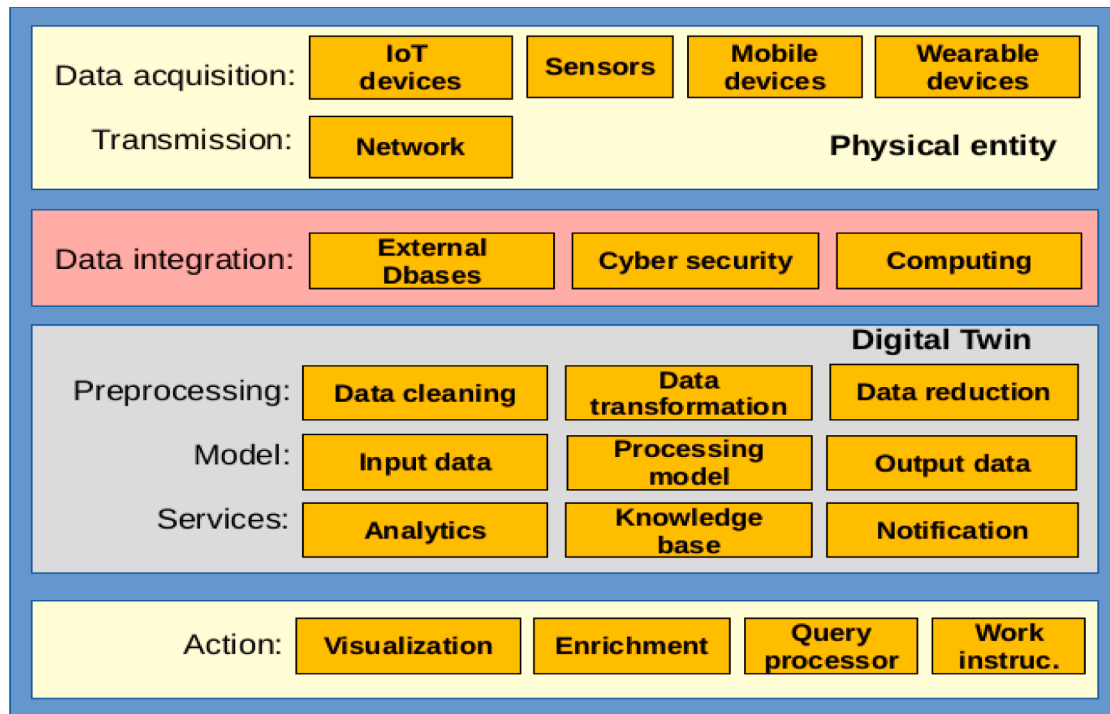 Data acquisition:
IoT
devices
Sensors
Mobile
devices
Wearable
devices
Transmission:
Network
Physical entity
Data integration:
External
Dbases
Cyber security
Computing
Digital Twin
Preprocessing:
Data cleaning
Data
transformation
Data reduction
Model:
Input data
Processing
model
Output data
Services:
Analytics
Knowledge
base
Notification
Action:
Visualization
Enrichment
Query
processor
Work
instruc.